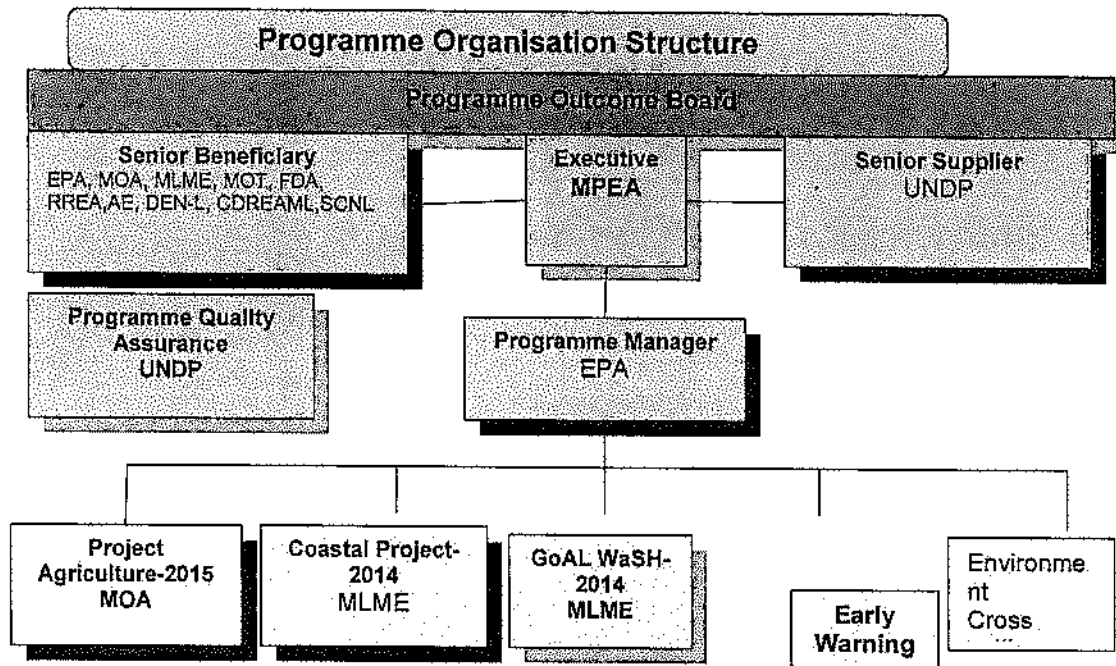 Programme Organisation Structure
Programme Outcome Board
Senior Beneficiary
EPA, MOA, MLME, MOT, FDA,
RREA,AE, DEN-L, CDREAML,SCNL
Executive
MPEA
Senior Supplier
UNDP
Programme Quality
Assurance
UNDP
Programme Manager
EPA
Project
Agriculture-2015
MOA
Coastal Project-
2014
MLME
GoAL WaSH-
2014
MLME
Early
Warning
Environme
nt
Cross